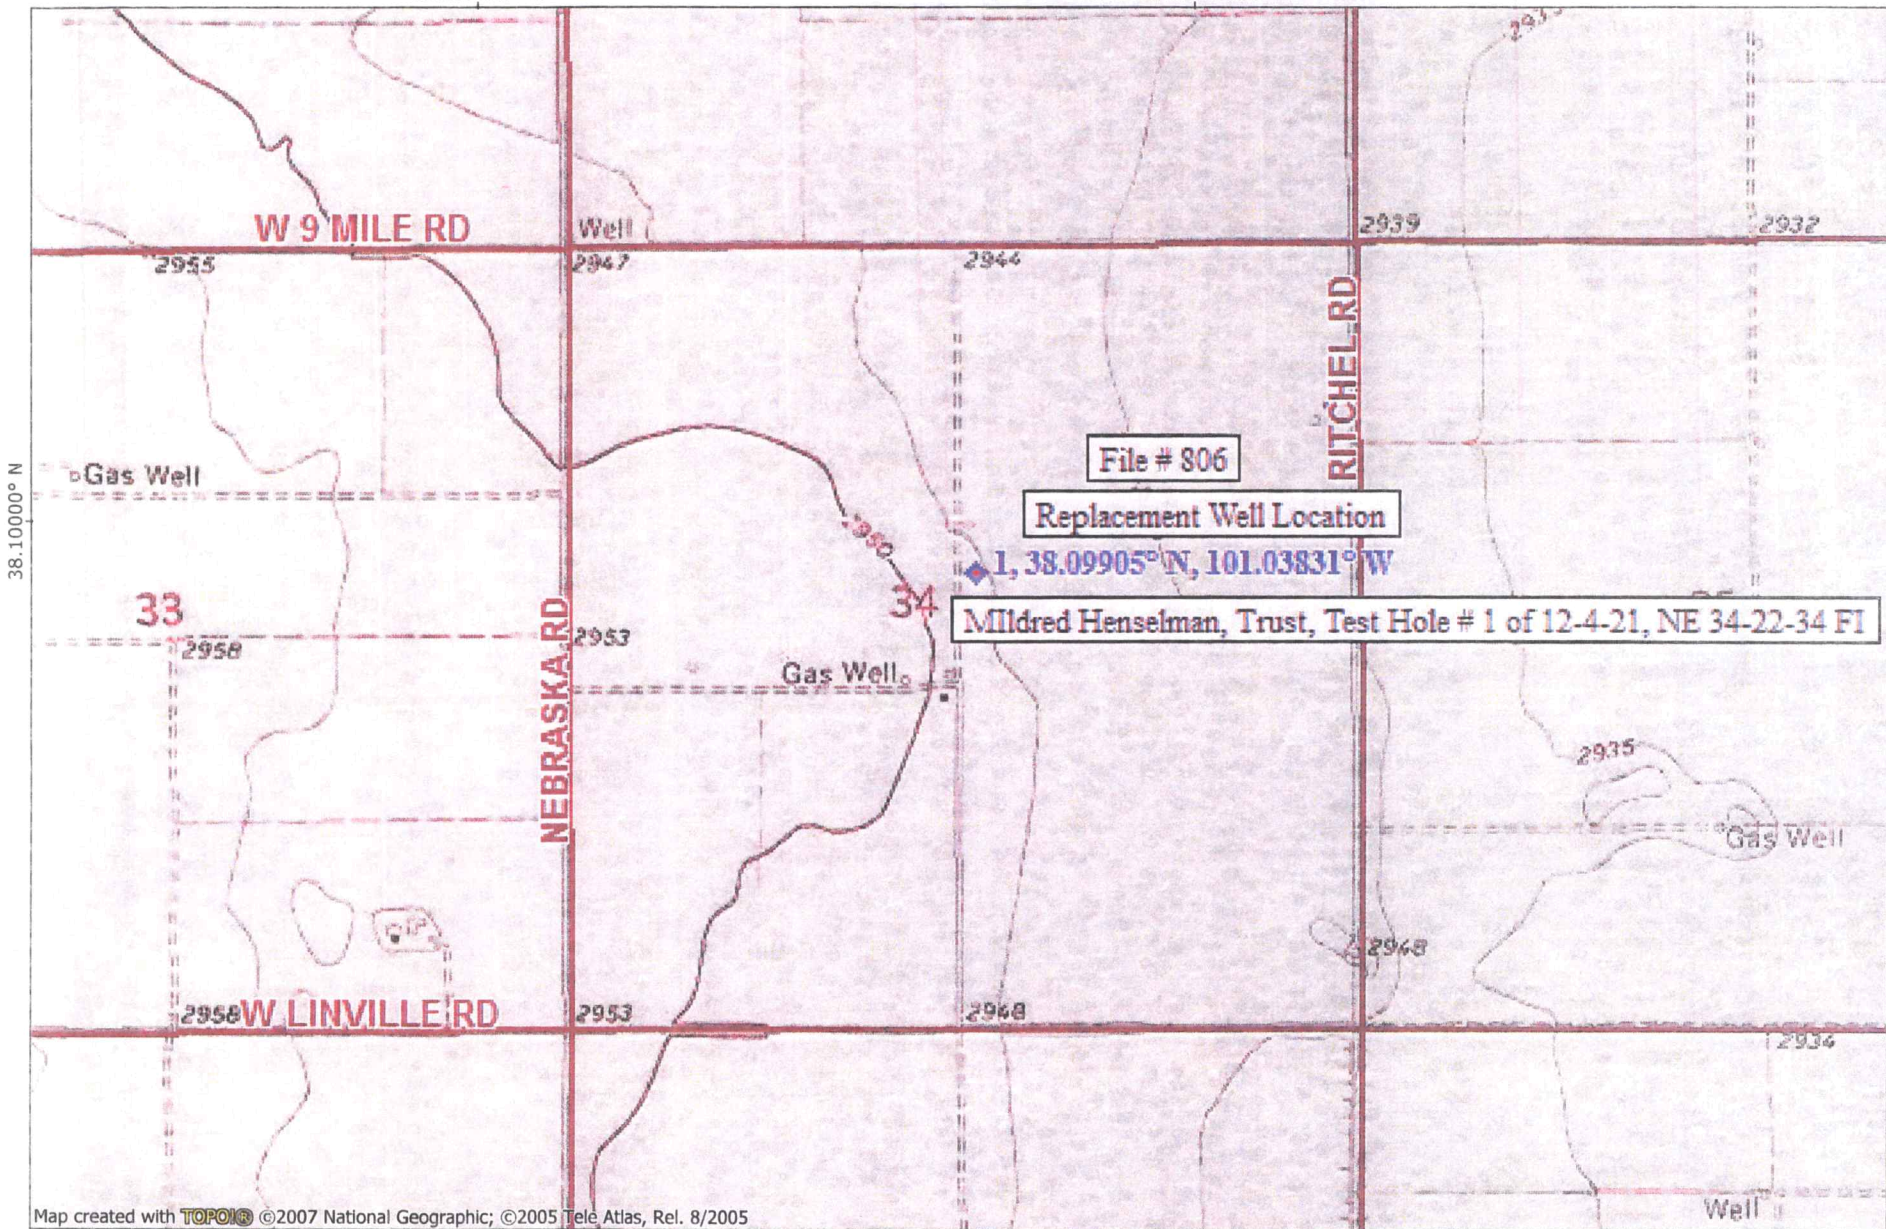 2933
W 9 MILE RD
Well
2939
2932
2955
2947
2944
RITCHEL RD
File # 806
Gas Well
38.10000° N
Replacement Well Location
1, 38.09905° N, 101.03831° W
33
34
MIldred Henselman, Trust, Test Hole # 1 of 12-4-21, NE 34-22-34 FI
2958
2953
NEBRASKA RD
Gas Well
2935
Gas Well
2948
2958
W LINVILLE RD
2953
2948
2934
Well
Map created with TOPO!® ©2007 National Geographic; ©2005 Tele Atlas, Rel. 8/2005